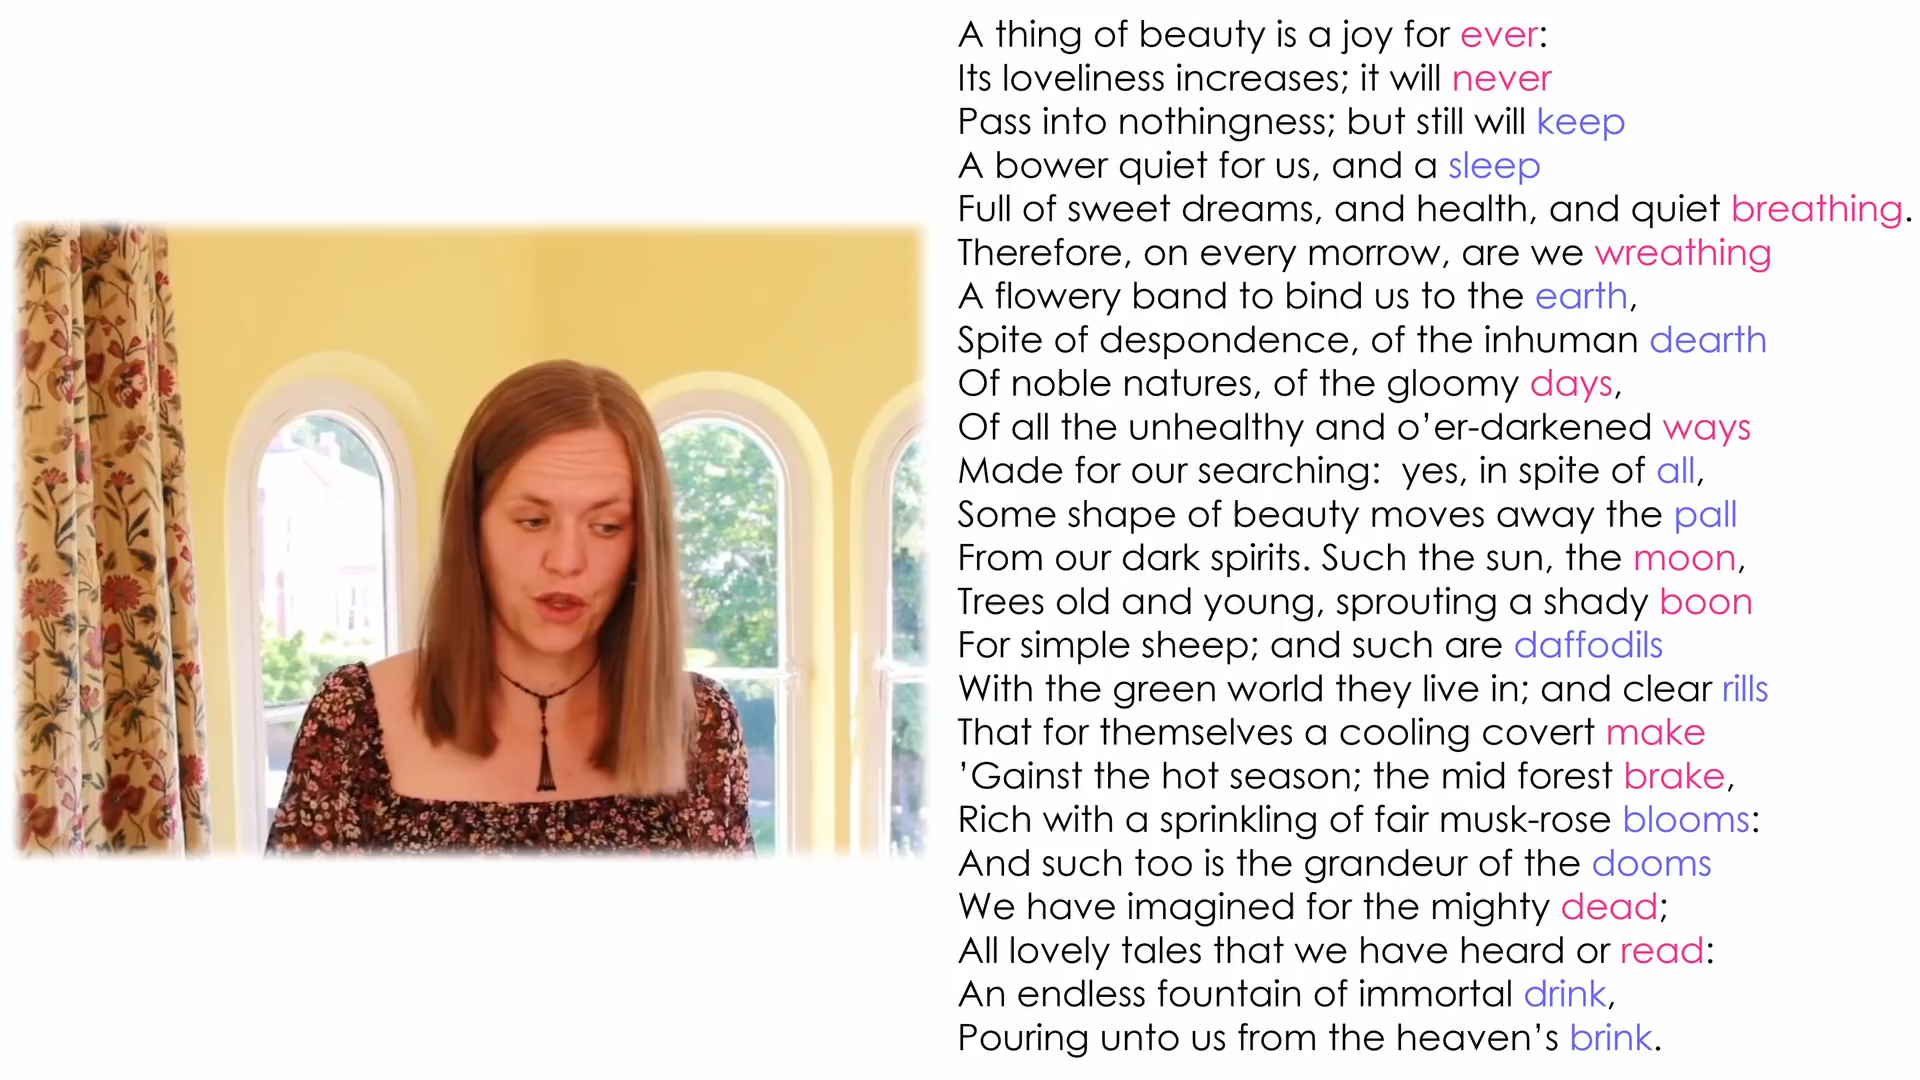 A thing of beauty is a joy for ever:
Its loveliness increases; it will never
Pass into nothingness; but still will keep
A bower quiet for us, and a sleep
Full of sweet dreams, and health, and quiet breathing.
Therefore, on every morrow, are we wreathing
A flowery band to bind us to the earth,
Spite of despondence, of the inhuman dearth
Of noble natures, of the gloomy days,
Of all the unhealthy and o’er-darkened ways
Made for our searching:  yes, in spite of all,
Some shape of beauty moves away the pall
From our dark spirits. Such the sun, the moon,
Trees old and young, sprouting a shady boon
For simple sheep; and such are daffodils
With the green world they live in; and clear rills
That for themselves a cooling covert make
’Gainst the hot season; the mid forest brake,
Rich with a sprinkling of fair musk-rose blooms:
And such too is the grandeur of the dooms
We have imagined for the mighty dead;
All lovely tales that we have heard or read:
An endless fountain of immortal drink,
Pouring unto us from the heaven’s brink.